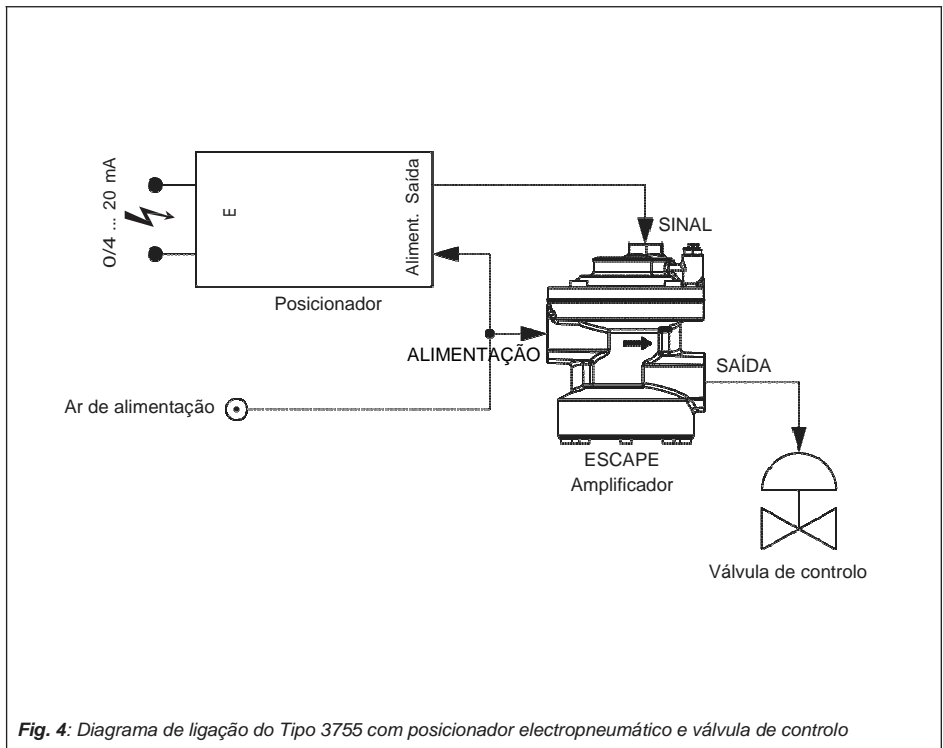 O/4 ... 20 mA
E
Aliment. Saída
SINAL
Posicionador
ALIMENTAÇÃO
SAÍDA
Ar de alimentação
ESCAPE
Amplificador
Válvula de controlo
Fig. 4: Diagrama de ligação do Tipo 3755 com posicionador electropneumático e válvula de controlo